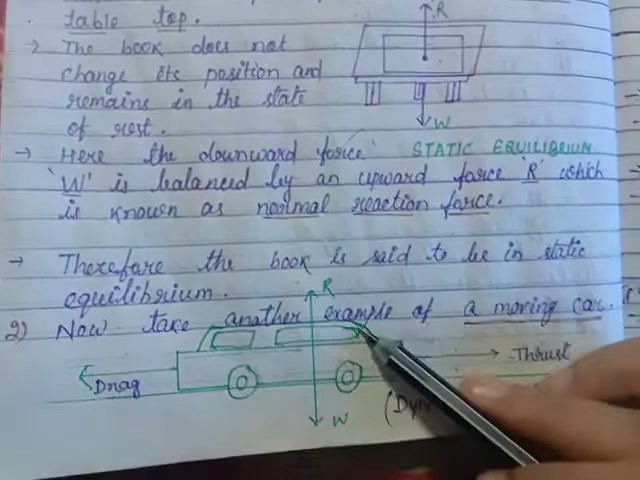 table top.
R
→ The book does not
change its position and
remains in the state
of rest.
W
→ Here the downward force STATIC EQUILIBRIUN
'W' is balanced by an upward force 'R' which
is known as normal reaction force.
→ Therefore the book is said to be in static
equilibrium.
R
2) Now take another example of a moving car.
Thrust
Drag
W